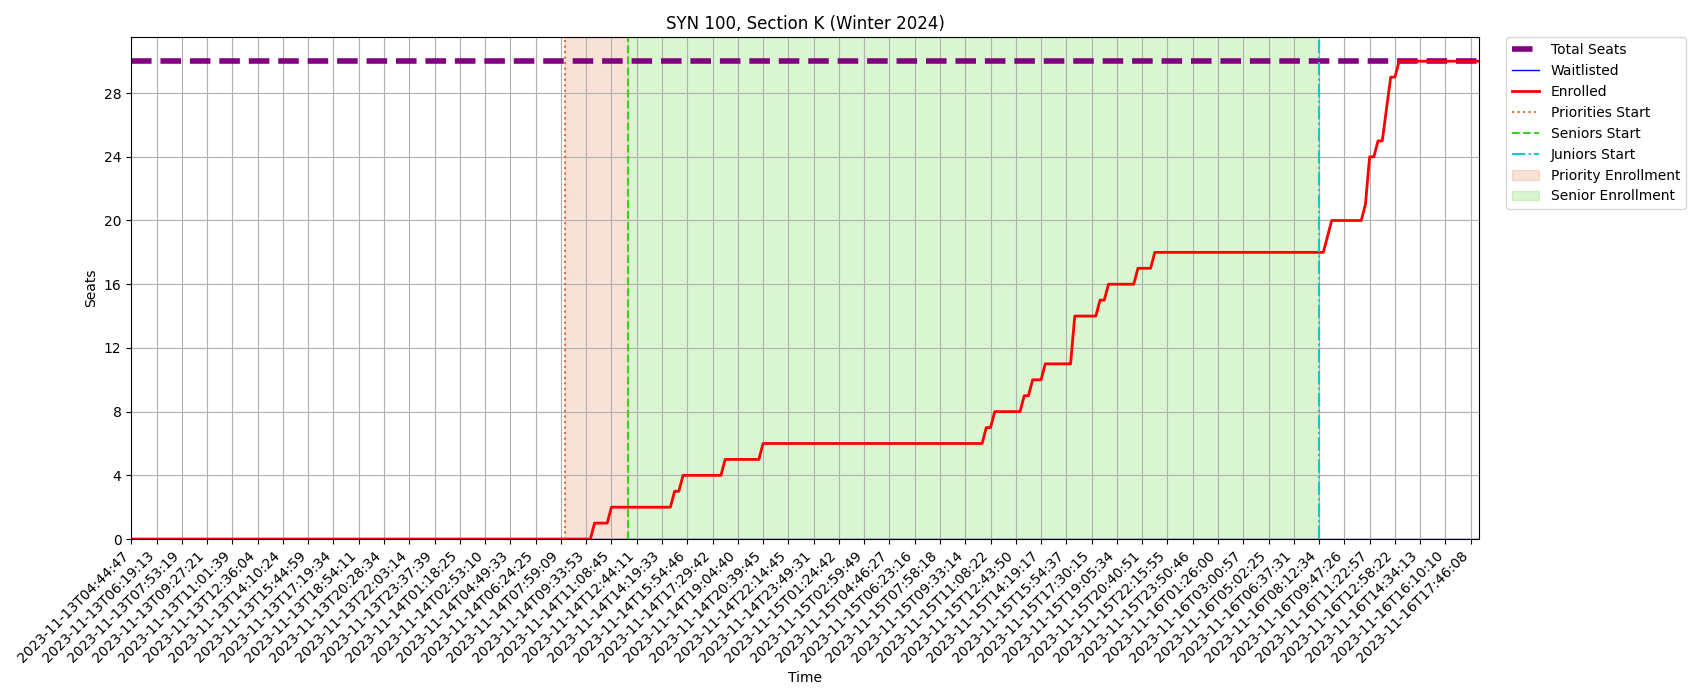 SYN 100, Section K (Winter 2024)
Total Seats
Waitlisted
Enrolled
Priorities Start
Seniors Start
Juniors Start
Priority Enrollment
Senior Enrollment
Seats
28
24
20
16
12
8
4
0
2023-11-13T04:44:47
2023-11-13T06:19:13
2023-11-13T07:53:19
2023-11-13T09:27:21
2023-11-13T11:01:39
2023-11-13T12:36:04
2023-11-13T14:10:24
2023-11-13T15:44:59
2023-11-13T17:19:34
2023-11-13T18:54:11
2023-11-13T20:28:34
2023-11-13T22:03:14
2023-11-13T23:37:39
2023-11-14T01:18:25
2023-11-14T02:53:10
2023-11-14T04:49:33
2023-11-14T06:24:25
2023-11-14T07:59:09
2023-11-14T09:33:53
2023-11-14T11:08:45
2023-11-14T12:44:11
2023-11-14T14:19:33
2023-11-14T15:54:46
2023-11-14T17:29:42
2023-11-14T19:04:40
2023-11-14T20:39:45
2023-11-14T22:14:45
2023-11-14T23:49:31
2023-11-15T01:24:42
2023-11-15T02:59:49
2023-11-15T04:46:27
2023-11-15T06:23:16
2023-11-15T07:58:18
2023-11-15T09:33:14
2023-11-15T11:08:22
2023-11-15T12:43:50
2023-11-15T14:19:17
2023-11-15T15:54:37
2023-11-15T17:30:15
2023-11-15T19:05:34
2023-11-15T20:40:51
2023-11-15T22:15:55
2023-11-15T23:50:46
2023-11-16T01:26:00
2023-11-16T03:00:57
2023-11-16T05:02:25
2023-11-16T06:37:31
2023-11-16T08:12:34
2023-11-16T09:47:26
2023-11-16T11:22:57
2023-11-16T12:58:22
2023-11-16T14:34:13
2023-11-16T16:10:10
2023-11-16T17:46:08
Time